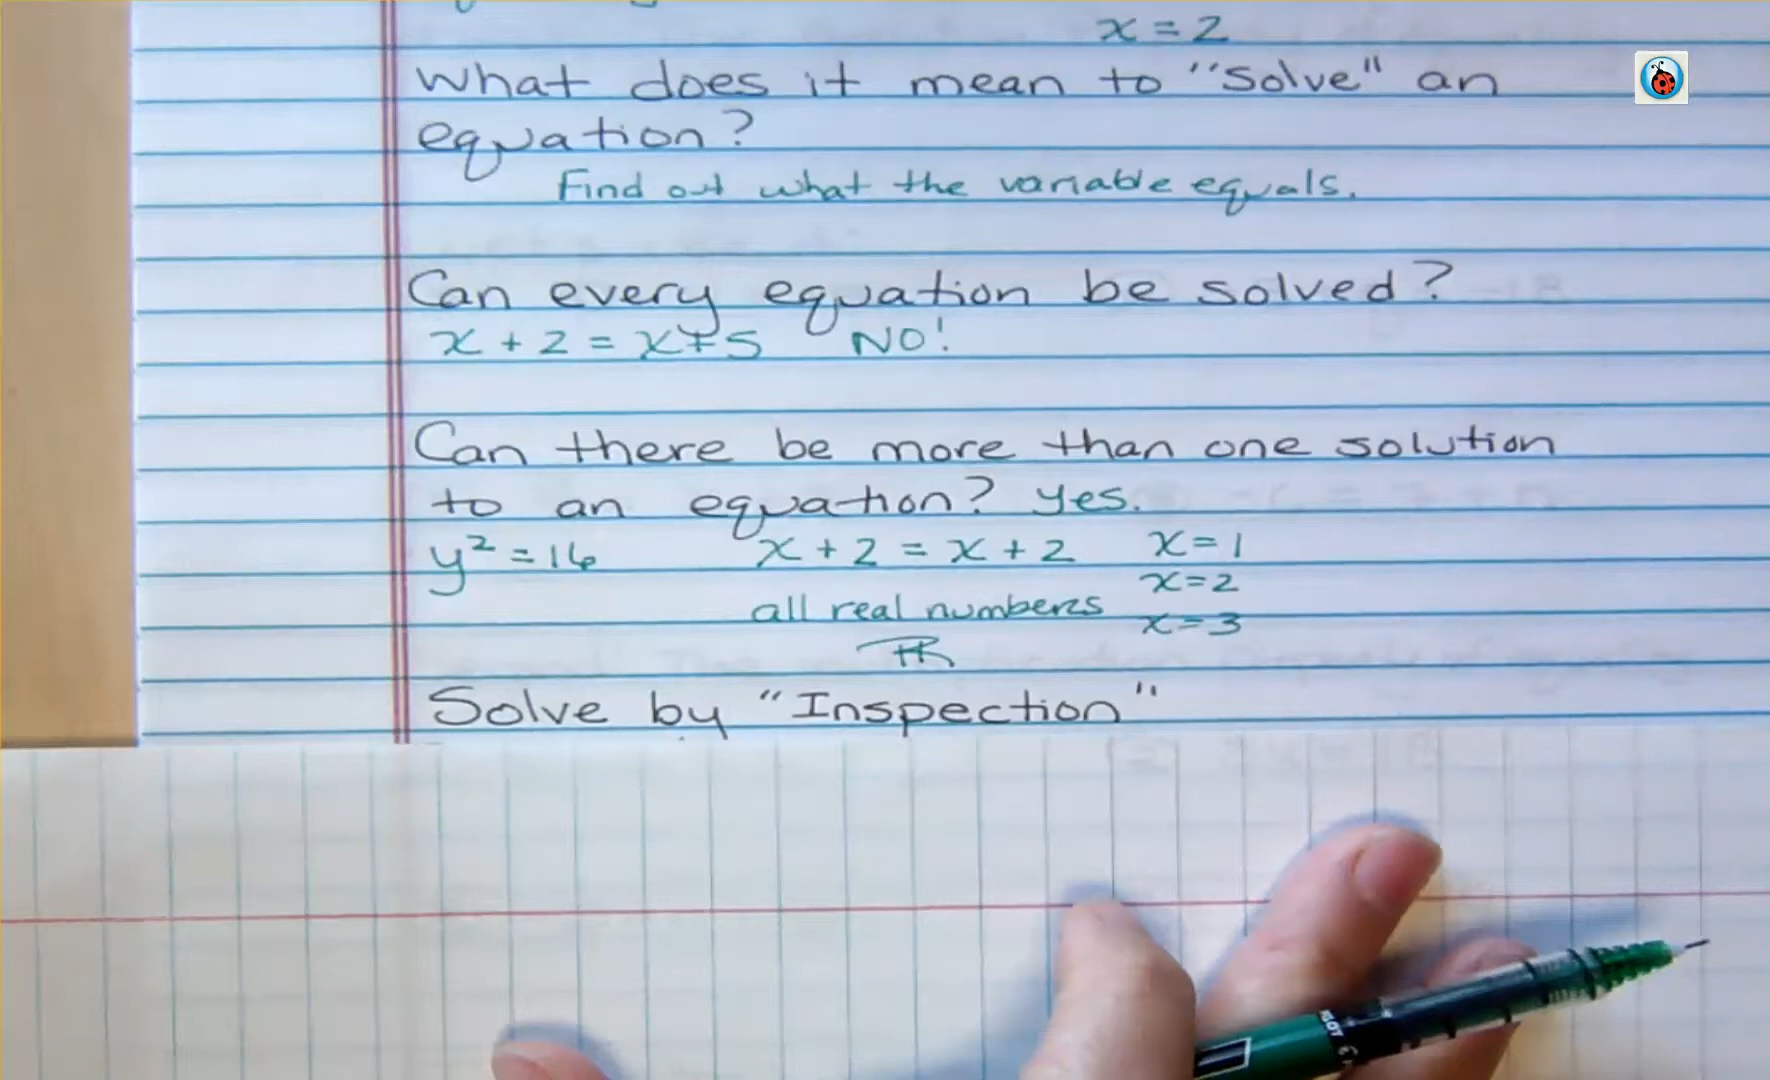 x = 2
What does it mean to "Solve" an
equation?
Find out what the variable equals.
Can every equation be solved?
x + 2 = x + 5 NO!
Can there be more than one solution
to an equation? yes.
y² = 16 x + 2 = x + 2 x = 1
x = 2
all real numbers
x = 3
ℝ
Solve by "Inspection"